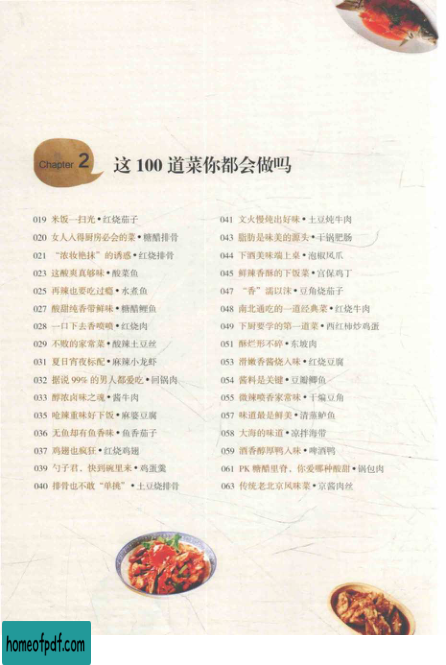 Chapter 2 这100道菜你都会做吗
019 米饭一扫光•红烧茄子
020 女人入得厨房必会的菜•糖醋排骨
021 “浓妆艳抹”的诱惑•红烧排骨
023 这酸爽真够味•酸菜鱼
025 再辣也要吃过瘾•水煮鱼
027 酸甜纯香带鲜味•糖醋鲤鱼
028 一口下去香喷喷•红烧肉
029 不败的家常菜•酸辣土豆丝
031 夏日宵夜标配•麻辣小龙虾
032 据说99%的男人都爱吃•回锅肉
033 醇浓卤味之魂•酱牛肉
035 呛辣重味好下饭•麻婆豆腐
036 无鱼却有鱼香味•鱼香茄子
037 鸡翅也疯狂•红烧鸡翅
039 勺子君，快到碗里来•鸡蛋羹
040 排骨也不敢“单挑”•土豆烧排骨
041 文火慢炖出好味•土豆炖牛肉
043 脂肪是味美的源头•干锅肥肠
044 下酒美味端上桌•泡椒凤爪
045 鲜辣香酥的下饭菜•宫保鸡丁
047 “香”濡以沫•豆角烧茄子
048 南北通吃的一道经典菜•红烧牛肉
049 下厨要学的第一道菜•西红柿炒鸡蛋
051 酥烂形不碎•东坡肉
053 滑嫩香酱烧入味•红烧豆腐
054 酱料是关键•豆瓣鲫鱼
055 微辣喷香家常味•干煸豆角
057 味道最是鲜美•清蒸鲈鱼
058 大海的味道•凉拌海带
059 酒香醇厚鸭入味•啤酒鸭
061 PK糖醋里脊，你爱哪种酸甜•锅包肉
063 传统老北京风味菜•京酱肉丝
homeofpdf.com